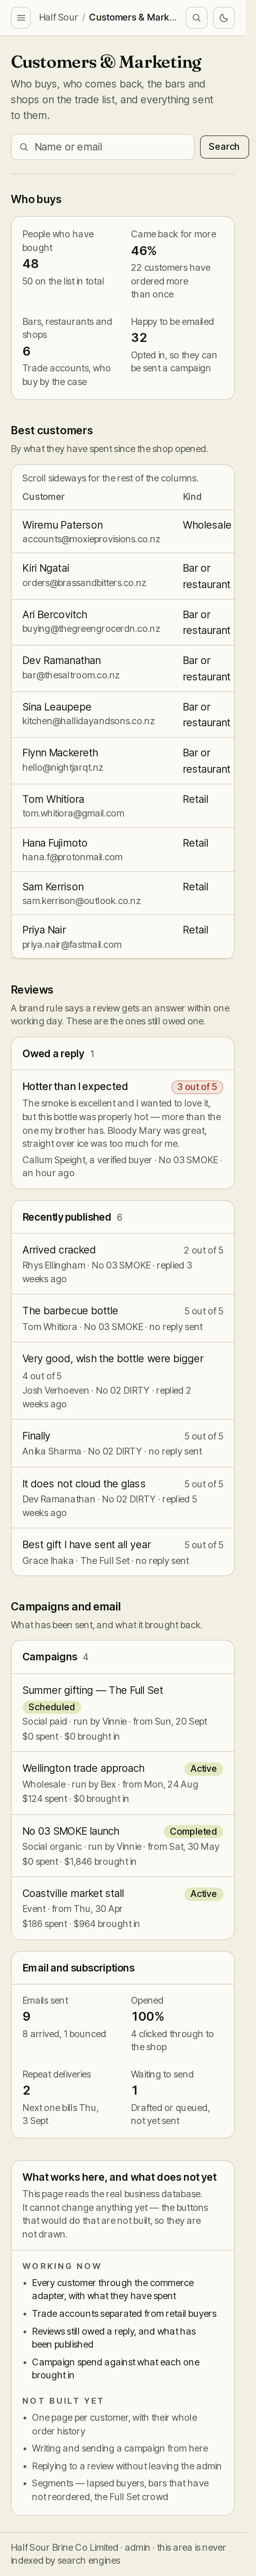 Half Sour / Customers & Mark...
Customers & Marketing
Who buys, who comes back, the bars and
shops on the trade list, and everything sent
to them.
Name or email
Search
Who buys
People who have
bought
48
50 on the list in total
Came back for more
46%
22 customers have
ordered more
than once
Bars, restaurants and
shops
6
Trade accounts, who
buy by the case
Happy to be emailed
32
Opted in, so they can
be sent a campaign
Best customers
By what they have spent since the shop opened.
Scroll sideways for the rest of the columns.
Customer Kind
Wiremu Paterson Wholesale
accounts@moxieprovisions.co.nz
Kiri Ngatai Bar or
orders@brassandbitters.co.nz restaurant
Ari Bercovitch Bar or
buying@thegreengrocerdn.co.nz restaurant
Dev Ramanathan Bar or
bar@thesaltroom.co.nz restaurant
Sina Leaupepe Bar or
kitchen@hallidayandsons.co.nz restaurant
Flynn Mackereth Bar or
hello@nightjarqt.nz restaurant
Tom Whitiora Retail
tom.whitiora@gmail.com
Hana Fujimoto Retail
hana.f@protonmail.com
Sam Kerrison Retail
sam.kerrison@outlook.co.nz
Priya Nair Retail
priya.nair@fastmail.com
Reviews
A brand rule says a review gets an answer within one
working day. These are the ones still owed one.
Owed a reply 1
Hotter than I expected 3 out of 5
The smoke is excellent and I wanted to love it,
but this bottle was properly hot — more than the
one my brother has. Bloody Mary was great,
straight over ice was too much for me.
Callum Speight, a verified buyer · No 03 SMOKE ·
an hour ago
Recently published 6
Arrived cracked 2 out of 5
Rhys Ellingham · No 03 SMOKE · replied 3
weeks ago
The barbecue bottle 5 out of 5
Tom Whitiora · No 03 SMOKE · no reply sent
Very good, wish the bottle were bigger
4 out of 5
Josh Verhoeven · No 02 DIRTY · replied 2
weeks ago
Finally 5 out of 5
Anika Sharma · No 02 DIRTY · no reply sent
It does not cloud the glass 5 out of 5
Dev Ramanathan · No 02 DIRTY · replied 5
weeks ago
Best gift I have sent all year 5 out of 5
Grace Ihaka · The Full Set · no reply sent
Campaigns and email
What has been sent, and what it brought back.
Campaigns 4
Summer gifting — The Full Set
Scheduled
Social paid · run by Vinnie · from Sun, 20 Sept
$0 spent · $0 brought in
Wellington trade approach Active
Wholesale · run by Bex · from Mon, 24 Aug
$124 spent · $0 brought in
No 03 SMOKE launch Completed
Social organic · run by Vinnie · from Sat, 30 May
$0 spent · $1,846 brought in
Coastville market stall Active
Event · from Thu, 30 Apr
$186 spent · $964 brought in
Email and subscriptions
Emails sent
9
8 arrived, 1 bounced
Opened
100%
4 clicked through to
the shop
Repeat deliveries
2
Next one bills Thu,
3 Sept
Waiting to send
1
Drafted or queued,
not yet sent
What works here, and what does not yet
This page reads the real business database.
It cannot change anything yet — the buttons
that would do that are not built, so they are
not drawn.
WORKING NOW
• Every customer through the commerce
adapter, with what they have spent
• Trade accounts separated from retail buyers
• Reviews still owed a reply, and what has
been published
• Campaign spend against what each one
brought in
NOT BUILT YET
• One page per customer, with their whole
order history
• Writing and sending a campaign from here
• Replying to a review without leaving the admin
• Segments — lapsed buyers, bars that have
not reordered, the Full Set crowd
Half Sour Brine Co Limited · admin · this area is never
indexed by search engines